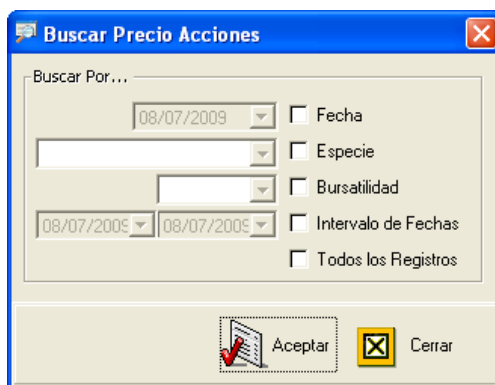 Buscar Precio Acciones
Buscar Por...
08/07/2009 Fecha
Especie
Bursatilidad
08/07/2009 08/07/2009 Intervalo de Fechas
Todos los Registros
Aceptar Cerrar